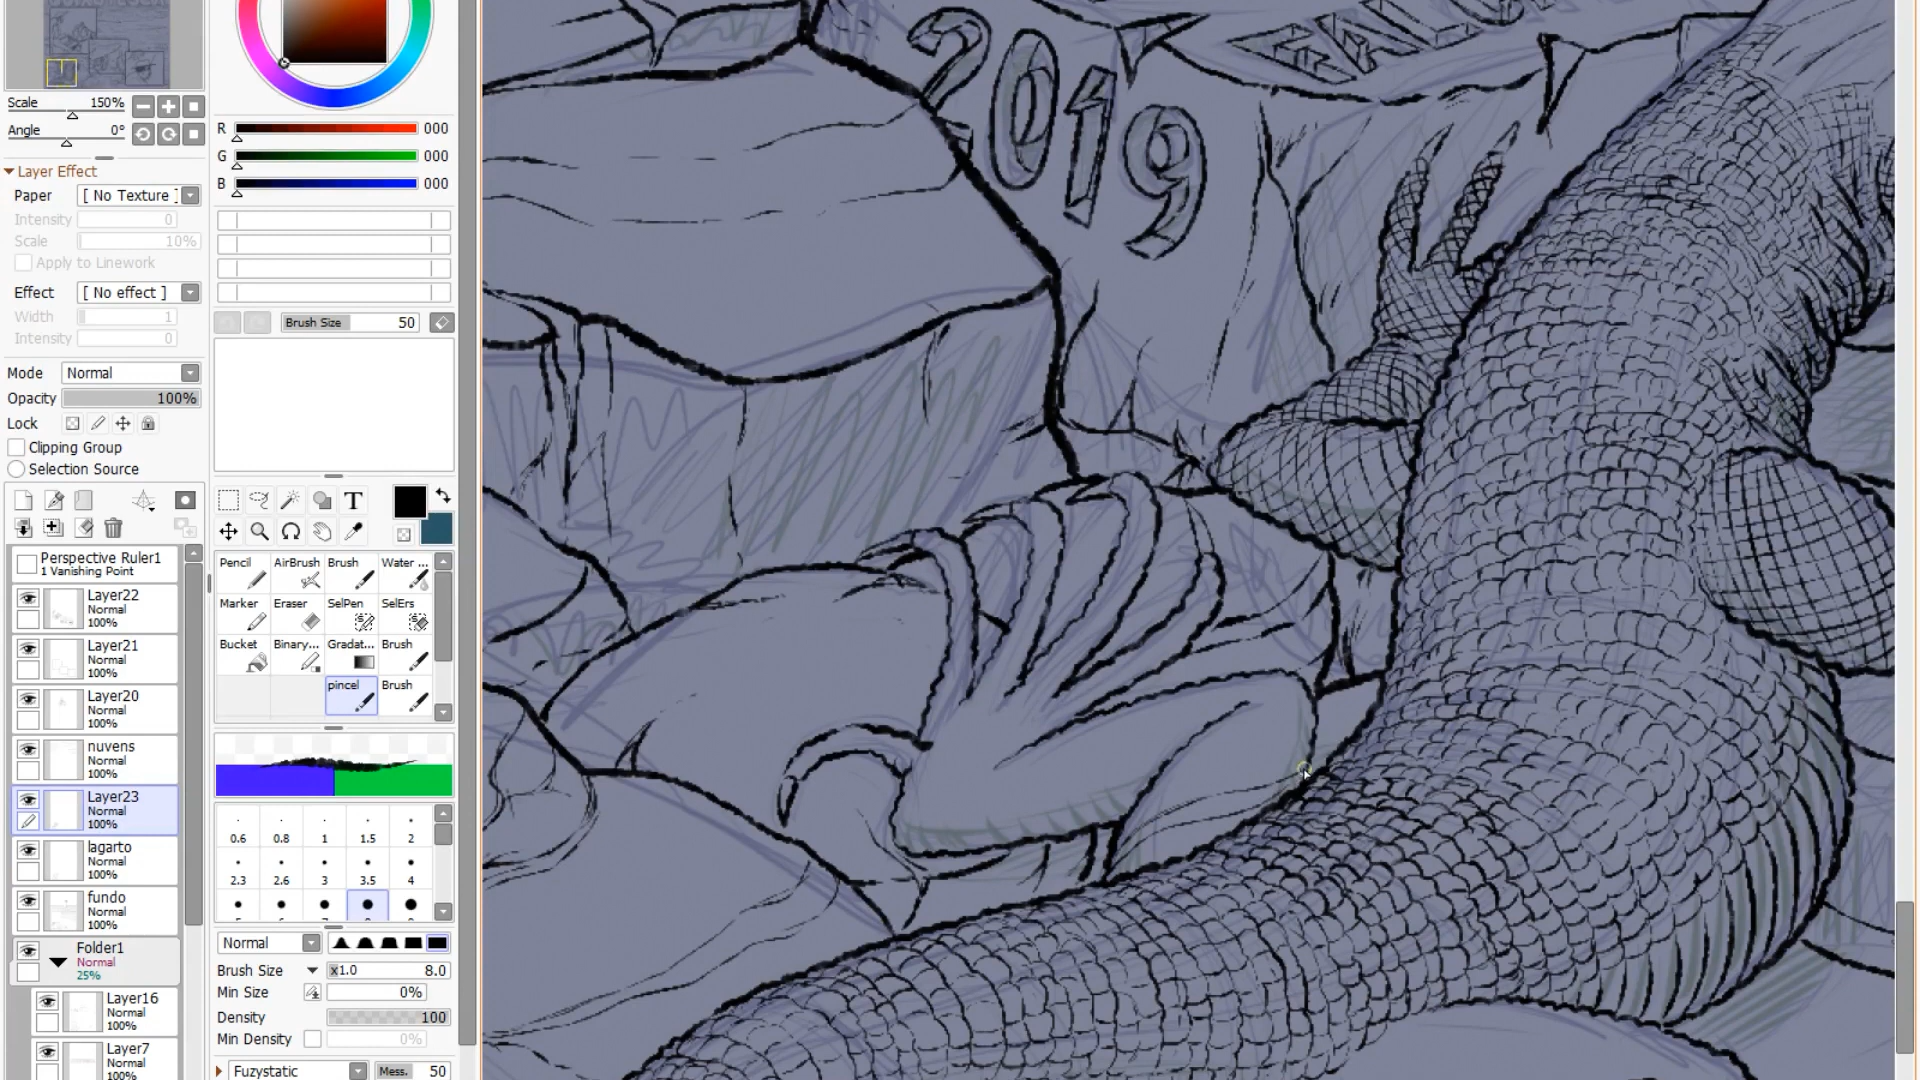 Scale 150%
Angle 0°
Layer Effect
Paper [ No Texture ]
Intensity 0
Scale 10%
Apply to Linework
Effect [ No effect ]
Width 1
Intensity 0
Mode Normal
Opacity 100%
Lock
Clipping Group
Selection Source
Perspective Ruler1
1 Vanishing Point
Layer22
Normal
100%
Layer21
Normal
100%
Layer20
Normal
100%
nuvens
Normal
100%
Layer23
Normal
100%
lagarto
Normal
100%
fundo
Normal
100%
Folder1
Normal
25%
Layer16
Normal
100%
Layer7
Normal
100%
R 000
G 000
B 000
Brush Size 50
T
Pencil AirBrush Brush Water ...
Marker Eraser SelPen SelErs
Bucket Binary... Gradat... Brush
pincel Brush
0.6 0.8 1 1.5 2
2.3 2.6 3 3.5 4
Normal
Brush Size x1.0 8.0
Min Size 0%
Density 100
Min Density 0%
Fuzystatic Mess. 50
2019